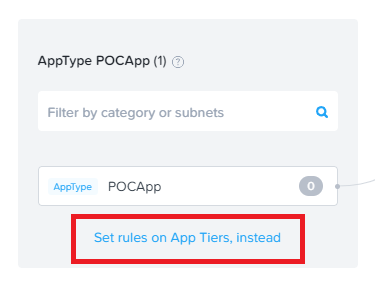 AppType POCApp (1) ?
Filter by category or subnets
AppType POCApp 0
Set rules on App Tiers, instead